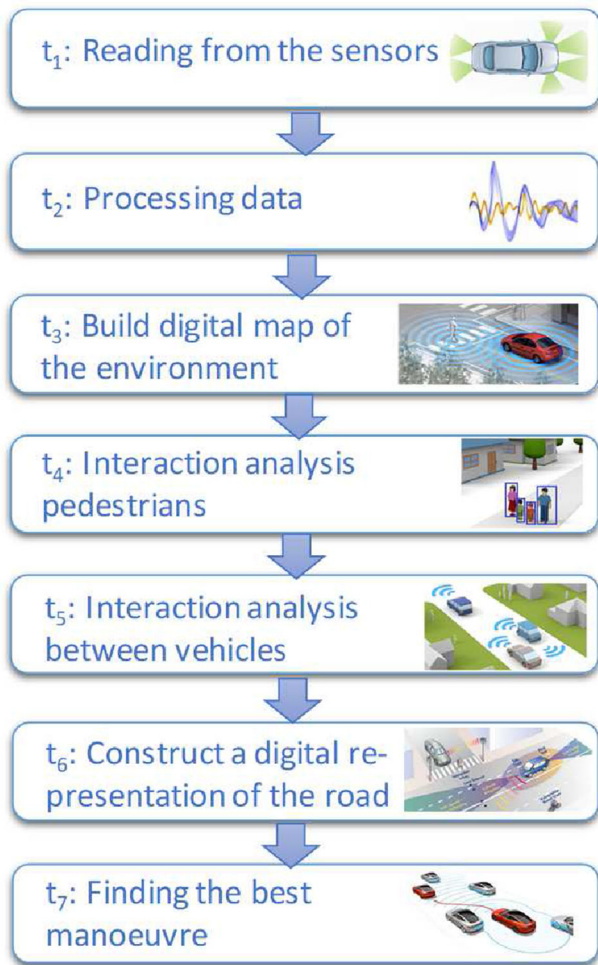 t₁: Reading from the sensors
t₂: Processing data
t₃: Build digital map of
the environment
t₄: Interaction analysis
pedestrians
t₅: Interaction analysis
between vehicles
t₆: Construct a digital re-
presentation of the road
t₇: Finding the best
manoeuvre